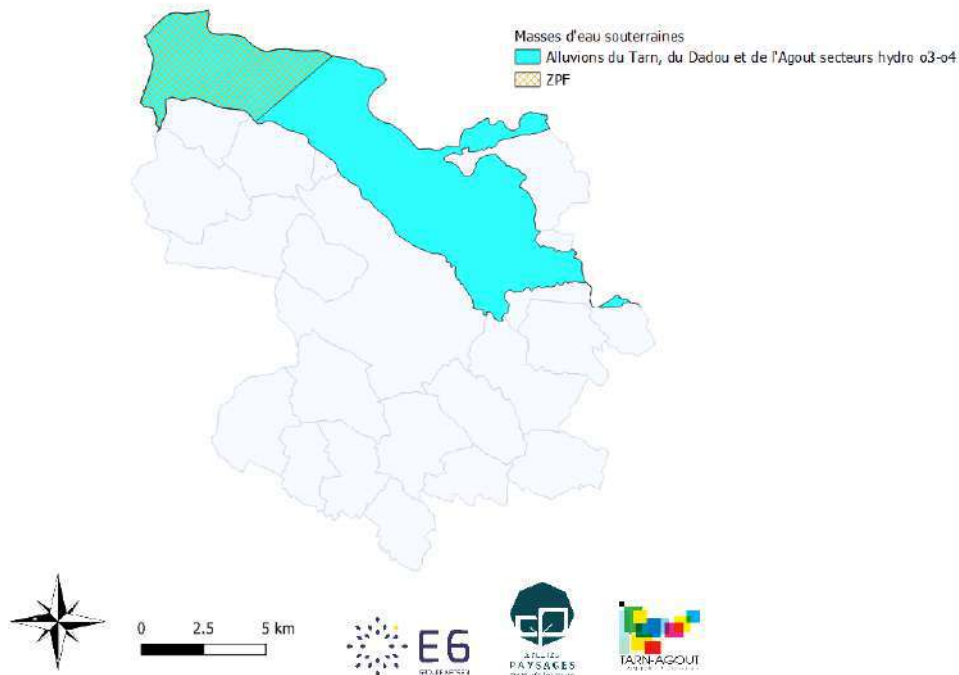 Masses d'eau souterraines
Alluvions du Tarn, du Dadou et de l'Agout secteurs hydro o3-o4
ZPF
0 2.5 5 km
E6
PAYSAGES
TARN-AGOUT